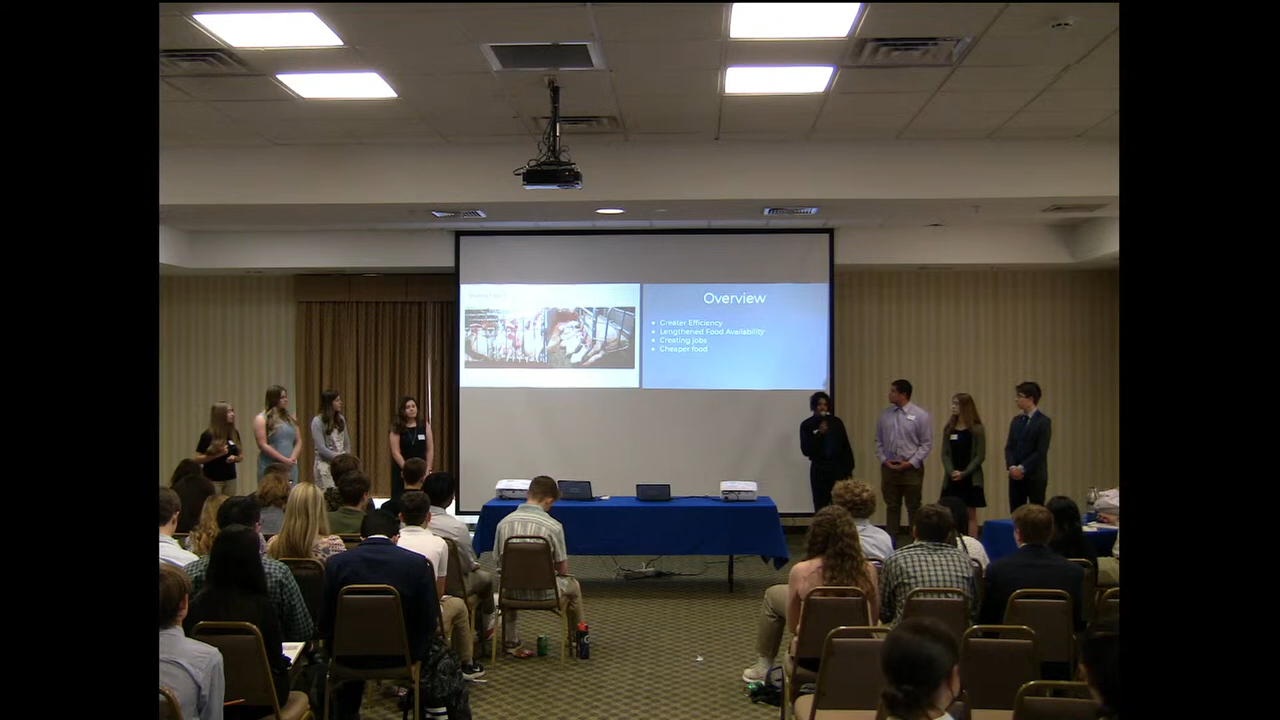 Overview
Greater Efficiency
Lengthened Food Availability
Creating jobs
Cheaper food